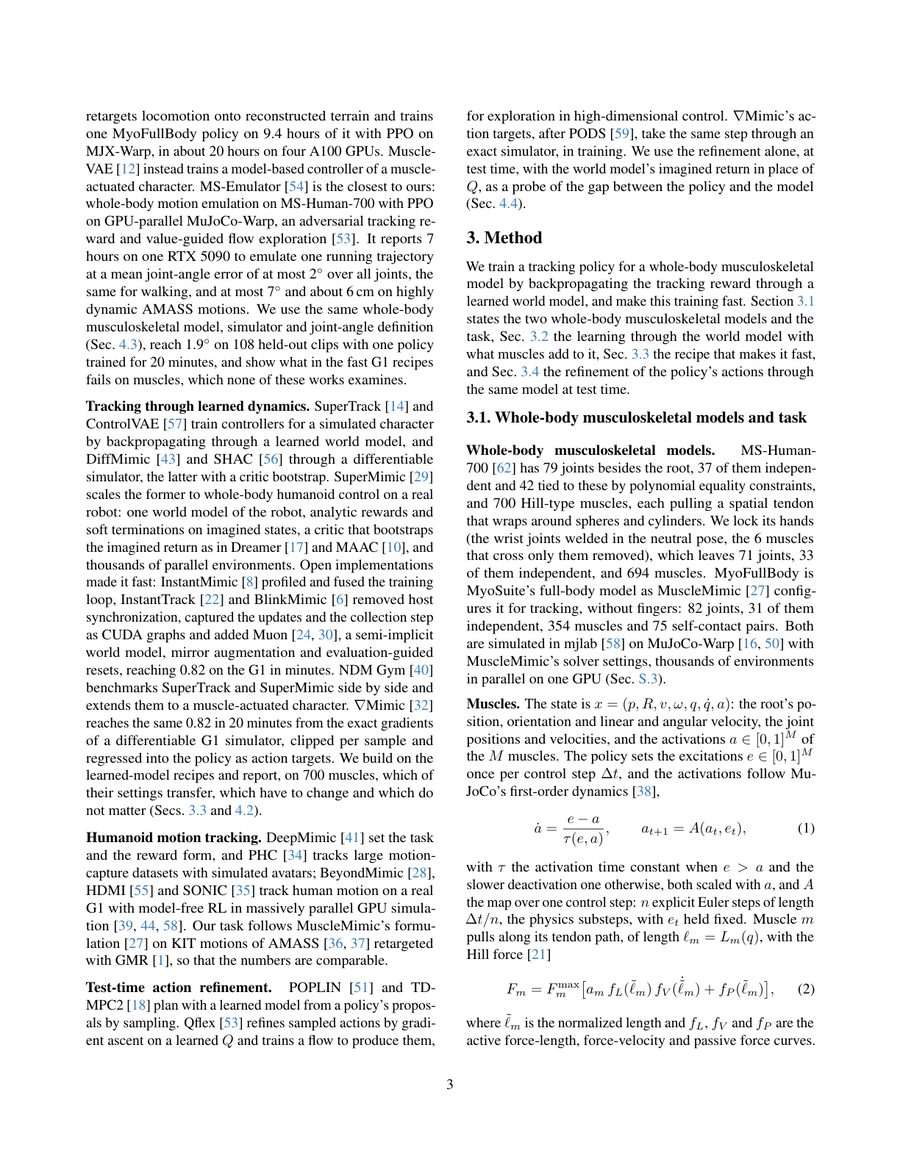 retargets locomotion onto reconstructed terrain and trains
one MyoFullBody policy on 9.4 hours of it with PPO on
MJX-Warp, in about 20 hours on four A100 GPUs. Muscle-
VAE [12] instead trains a model-based controller of a muscle-
actuated character. MS-Emulator [54] is the closest to ours:
whole-body motion emulation on MS-Human-700 with PPO
on GPU-parallel MuJoCo-Warp, an adversarial tracking re-
ward and value-guided flow exploration [53]. It reports 7
hours on one RTX 5090 to emulate one running trajectory
at a mean joint-angle error of at most 2° over all joints, the
same for walking, and at most 7° and about 6 cm on highly
dynamic AMASS motions. We use the same whole-body
musculoskeletal model, simulator and joint-angle definition
(Sec. 4.3), reach 1.9° on 108 held-out clips with one policy
trained for 20 minutes, and show what in the fast G1 recipes
fails on muscles, which none of these works examines.
Tracking through learned dynamics. SuperTrack [14] and
ControlVAE [57] train controllers for a simulated character
by backpropagating through a learned world model, and
DiffMimic [43] and SHAC [56] through a differentiable
simulator, the latter with a critic bootstrap. SuperMimic [29]
scales the former to whole-body humanoid control on a real
robot: one world model of the robot, analytic rewards and
soft terminations on imagined states, a critic that bootstraps
the imagined return as in Dreamer [17] and MAAC [10], and
thousands of parallel environments. Open implementations
made it fast: InstantMimic [8] profiled and fused the training
loop, InstantTrack [22] and BlinkMimic [6] removed host
synchronization, captured the updates and the collection step
as CUDA graphs and added Muon [24, 30], a semi-implicit
world model, mirror augmentation and evaluation-guided
resets, reaching 0.82 on the G1 in minutes. NDM Gym [40]
benchmarks SuperTrack and SuperMimic side by side and
extends them to a muscle-actuated character. ∇Mimic [32]
reaches the same 0.82 in 20 minutes from the exact gradients
of a differentiable G1 simulator, clipped per sample and
regressed into the policy as action targets. We build on the
learned-model recipes and report, on 700 muscles, which of
their settings transfer, which have to change and which do
not matter (Secs. 3.3 and 4.2).
Humanoid motion tracking. DeepMimic [41] set the task
and the reward form, and PHC [34] tracks large motion-
capture datasets with simulated avatars; BeyondMimic [28],
HDMI [55] and SONIC [35] track human motion on a real
G1 with model-free RL in massively parallel GPU simula-
tion [39, 44, 58]. Our task follows MuscleMimic's formu-
lation [27] on KIT motions of AMASS [36, 37] retargeted
with GMR [1], so that the numbers are comparable.
Test-time action refinement. POPLIN [51] and TD-
MPC2 [18] plan with a learned model from a policy's propos-
als by sampling. Qflex [53] refines sampled actions by gradi-
ent ascent on a learned Q and trains a flow to produce them,
for exploration in high-dimensional control. ∇Mimic's ac-
tion targets, after PODS [59], take the same step through an
exact simulator, in training. We use the refinement alone, at
test time, with the world model's imagined return in place of
Q, as a probe of the gap between the policy and the model
(Sec. 4.4).
3. Method
We train a tracking policy for a whole-body musculoskeletal
model by backpropagating the tracking reward through a
learned world model, and make this training fast. Section 3.1
states the two whole-body musculoskeletal models and the
task, Sec. 3.2 the learning through the world model with
what muscles add to it, Sec. 3.3 the recipe that makes it fast,
and Sec. 3.4 the refinement of the policy's actions through
the same model at test time.
3.1. Whole-body musculoskeletal models and task
Whole-body musculoskeletal models. MS-Human-
700 [62] has 79 joints besides the root, 37 of them indepen-
dent and 42 tied to these by polynomial equality constraints,
and 700 Hill-type muscles, each pulling a spatial tendon
that wraps around spheres and cylinders. We lock its hands
(the wrist joints welded in the neutral pose, the 6 muscles
that cross only them removed), which leaves 71 joints, 33
of them independent, and 694 muscles. MyoFullBody is
MyoSuite's full-body model as MuscleMimic [27] config-
ures it for tracking, without fingers: 82 joints, 31 of them
independent, 354 muscles and 75 self-contact pairs. Both
are simulated in mjlab [58] on MuJoCo-Warp [16, 50] with
MuscleMimic's solver settings, thousands of environments
in parallel on one GPU (Sec. S.3).
Muscles. The state is x = (p, R, v, ω, q, q̇, a): the root's po-
sition, orientation and linear and angular velocity, the joint
positions and velocities, and the activations a ∈ [0, 1]^M of
the M muscles. The policy sets the excitations e ∈ [0, 1]^M
once per control step Δt, and the activations follow Mu-
JoCo's first-order dynamics [38],
ȧ = (e − a) / τ(e, a), a_{t+1} = A(a_t, e_t), (1)
with τ the activation time constant when e > a and the
slower deactivation one otherwise, both scaled with a, and A
the map over one control step: n explicit Euler steps of length
Δt/n, the physics substeps, with e_t held fixed. Muscle m
pulls along its tendon path, of length ℓ_m = L_m(q), with the
Hill force [21]
F_m = F_m^max [a_m f_L(ℓ̃_m) f_V(ℓ̃̇_m) + f_P(ℓ̃_m)], (2)
where ℓ̃_m is the normalized length and f_L, f_V and f_P are the
active force-length, force-velocity and passive force curves.
3